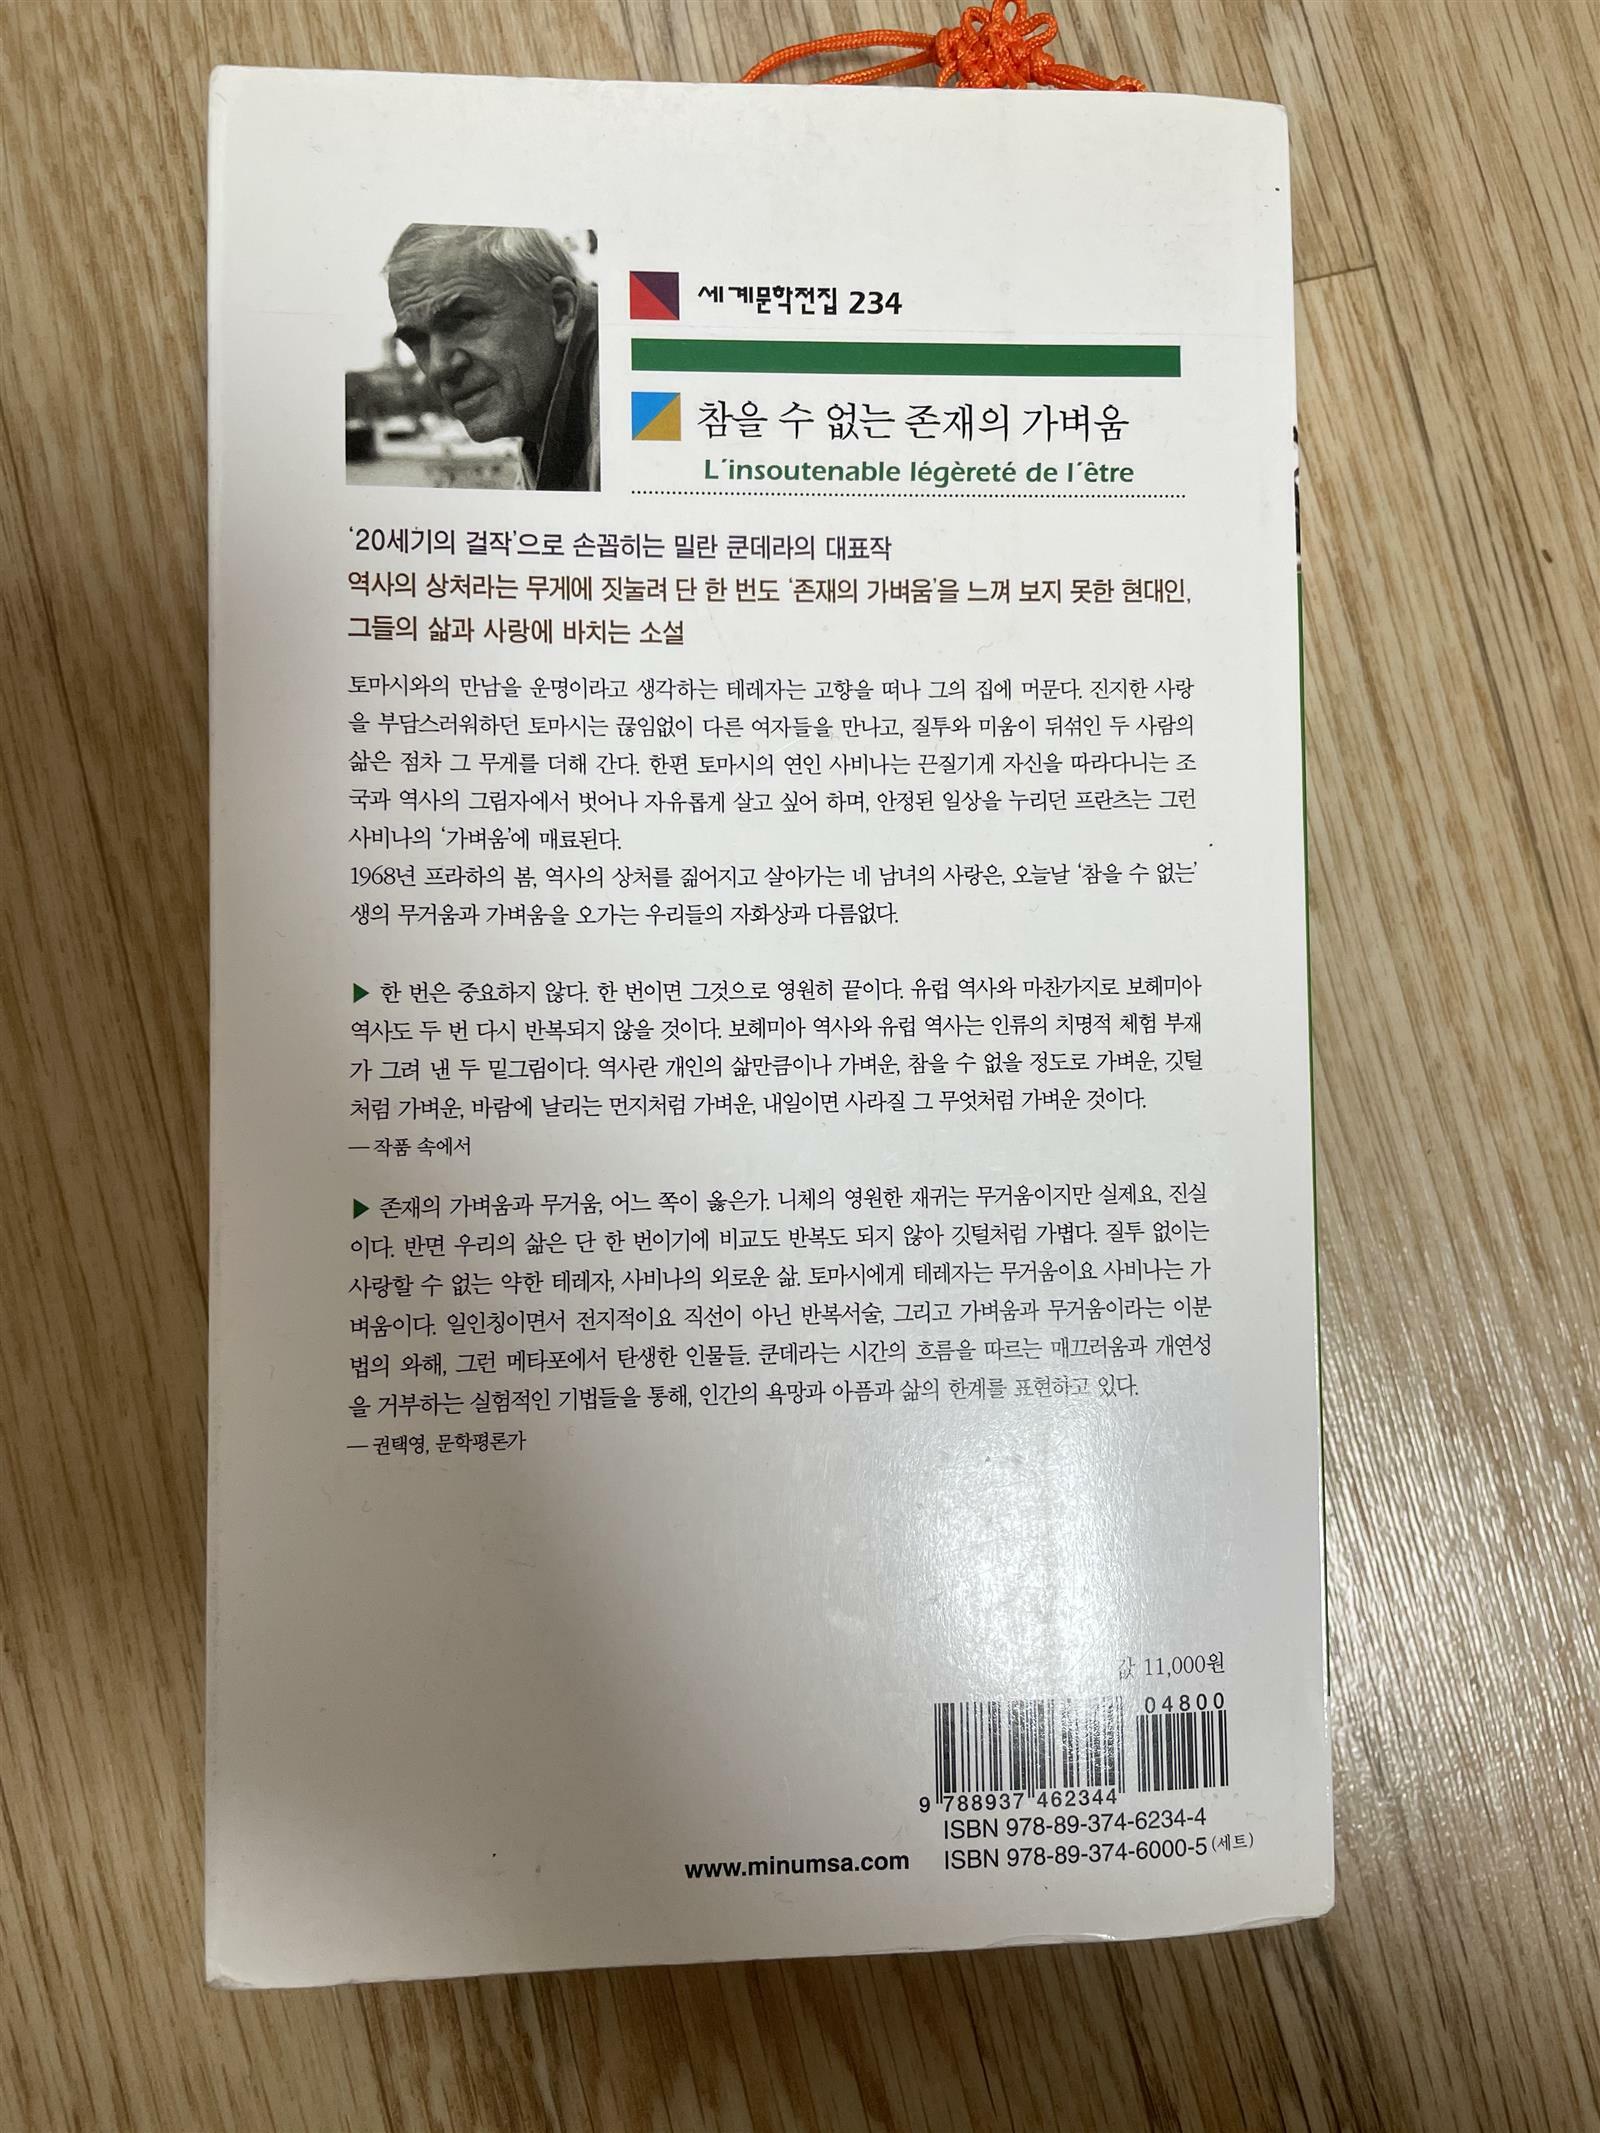 세계문학전집 234
참을 수 없는 존재의 가벼움
L´insoutenable légèreté de l´être
‘20세기의 걸작’으로 손꼽히는 밀란 쿤데라의 대표작
역사의 상처라는 무게에 짓눌려 단 한 번도 ‘존재의 가벼움’을 느껴 보지 못한 현대인,
그들의 삶과 사랑에 바치는 소설
토마시와의 만남을 운명이라고 생각하는 테레자는 고향을 떠나 그의 집에 머문다. 진지한 사랑
을 부담스러워하던 토마시는 끊임없이 다른 여자들을 만나고, 질투와 미움이 뒤섞인 두 사람의
삶은 점차 그 무게를 더해 간다. 한편 토마시의 연인 사비나는 끈질기게 자신을 따라다니는 조
국과 역사의 그림자에서 벗어나 자유롭게 살고 싶어 하며, 안정된 일상을 누리던 프란츠는 그런
사비나의 ‘가벼움’에 매료된다.
1968년 프라하의 봄, 역사의 상처를 짊어지고 살아가는 네 남녀의 사랑은, 오늘날 ‘참을 수 없는’
생의 무거움과 가벼움을 오가는 우리들의 자화상과 다름없다.
▶ 한 번은 중요하지 않다. 한 번이면 그것으로 영원히 끝이다. 유럽 역사와 마찬가지로 보헤미아
역사도 두 번 다시 반복되지 않을 것이다. 보헤미아 역사와 유럽 역사는 인류의 치명적 체험 부재
가 그려 낸 두 밑그림이다. 역사란 개인의 삶만큼이나 가벼운, 참을 수 없을 정도로 가벼운, 깃털
처럼 가벼운, 바람에 날리는 먼지처럼 가벼운, 내일이면 사라질 그 무엇처럼 가벼운 것이다.
— 작품 속에서
▶ 존재의 가벼움과 무거움, 어느 쪽이 옳은가. 니체의 영원한 재귀는 무거움이지만 실제요, 진실
이다. 반면 우리의 삶은 단 한 번이기에 비교도 반복도 되지 않아 깃털처럼 가볍다. 질투 없이는
사랑할 수 없는 약한 테레자, 사비나의 외로운 삶. 토마시에게 테레자는 무거움이요 사비나는 가
벼움이다. 일인칭이면서 전지적이요 직선이 아닌 반복서술, 그리고 가벼움과 무거움이라는 이분
법의 와해, 그런 메타포에서 탄생한 인물들. 쿤데라는 시간의 흐름을 따르는 매끄러움과 개연성
을 거부하는 실험적인 기법들을 통해, 인간의 욕망과 아픔과 삶의 한계를 표현하고 있다.
— 권택영, 문학평론가
값 11,000원
04800
9 788937 462344
ISBN 978-89-374-6234-4
www.minumsa.com ISBN 978-89-374-6000-5 (세트)